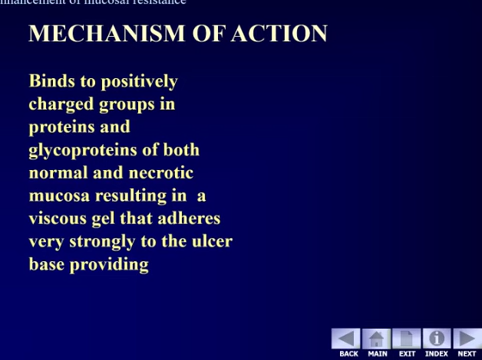 nhancement of mucosal resistance
MECHANISM OF ACTION
Binds to positively
charged groups in
proteins and
glycoproteins of both
normal and necrotic
mucosa resulting in a
viscous gel that adheres
very strongly to the ulcer
base providing
BACK MAIN EXIT INDEX NEXT